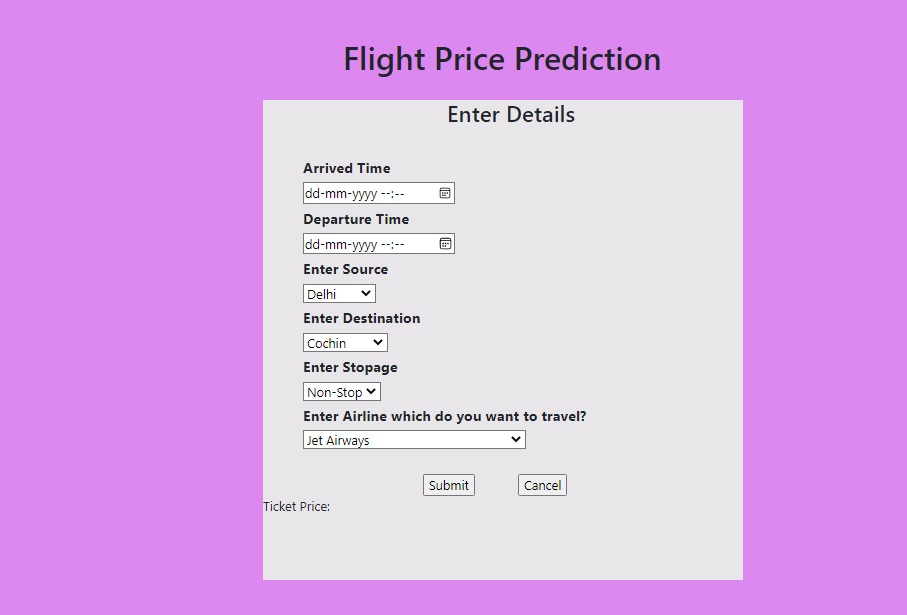 Flight Price Prediction
Enter Details
Arrived Time
dd-mm-yyyy --:--
Departure Time
dd-mm-yyyy --:--
Enter Source
Delhi
Enter Destination
Cochin
Enter Stopage
Non-Stop
Enter Airline which do you want to travel?
Jet Airways
Submit Cancel
Ticket Price: